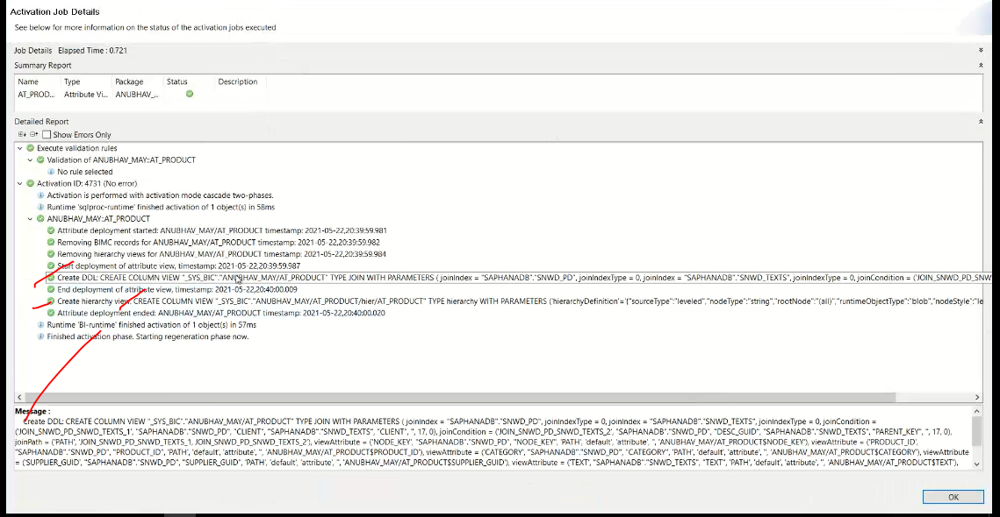 Activation Job Details
See below for more information on the status of the activation jobs executed
Job Details Elapsed Time : 0.721
Summary Report
Name Type Package Status Description
AT_PROD... Attribute Vi... ANUBHAV_...
Detailed Report
Show Errors Only
Execute validation rules
Validation of ANUBHAV_MAY::AT_PRODUCT
No rule selected
Activation ID: 4731 (No error)
Activation is performed with activation mode cascade two-phases.
Runtime 'sqlproc-runtime' finished activation of 1 object(s) in 58ms
ANUBHAV_MAY::AT_PRODUCT
Attribute deployment started: ANUBHAV_MAY/AT_PRODUCT timestamp: 2021-05-22,20:39:59.981
Removing BIMC records for ANUBHAV_MAY/AT_PRODUCT timestamp: 2021-05-22,20:39:59.982
Removing hierarchy views for ANUBHAV_MAY/AT_PRODUCT timestamp: 2021-05-22,20:39:59.984
Start deployment of attribute view, timestamp: 2021-05-22,20:39:59.987
Create DDL: CREATE COLUMN VIEW "_SYS_BIC"."ANUBHAV_MAY/AT_PRODUCT" TYPE JOIN WITH PARAMETERS ( joinIndex = "SAPHANADB"."SNWD_PD", joinIndexType = 0, joinIndex = "SAPHANADB"."SNWD_TEXTS", joinIndexType = 0, joinCondition = ('JOIN_SNWD_PD_SNW
End deployment of attribute view, timestamp: 2021-05-22,20:40:00.009
Create hierarchy view: CREATE COLUMN VIEW "_SYS_BIC"."ANUBHAV_MAY/AT_PRODUCT/hier/AT_PRODUCT" TYPE hierarchy WITH PARAMETERS ('hierarchyDefinition'='{"sourceType":"leveled","nodeType":"string","rootNode":"(all)","runtimeObjectType":"blob","nodeStyle":"le
Attribute deployment ended: ANUBHAV_MAY/AT_PRODUCT timestamp: 2021-05-22,20:40:00.020
Runtime 'BI-runtime' finished activation of 1 object(s) in 57ms
Finished activation phase. Starting regeneration phase now.
Message :
Create DDL: CREATE COLUMN VIEW "_SYS_BIC"."ANUBHAV_MAY/AT_PRODUCT" TYPE JOIN WITH PARAMETERS ( joinIndex = "SAPHANADB"."SNWD_PD", joinIndexType = 0, joinIndex = "SAPHANADB"."SNWD_TEXTS", joinIndexType = 0, joinCondition =
('JOIN_SNWD_PD_SNWD_TEXTS_1', "SAPHANADB"."SNWD_PD", "CLIENT", "SAPHANADB"."SNWD_TEXTS", "CLIENT", '', 17, 0), joinCondition = ('JOIN_SNWD_PD_SNWD_TEXTS_2', "SAPHANADB"."SNWD_PD", "DESC_GUID", "SAPHANADB"."SNWD_TEXTS", "PARENT_KEY", '', 17, 0),
joinPath = ('PATH', 'JOIN_SNWD_PD_SNWD_TEXTS_1, JOIN_SNWD_PD_SNWD_TEXTS_2'), viewAttribute = ('NODE_KEY', "SAPHANADB"."SNWD_PD", "NODE_KEY", 'PATH', 'default', 'attribute', '', 'ANUBHAV_MAY/AT_PRODUCT$NODE_KEY'), viewAttribute = ('PRODUCT_ID',
"SAPHANADB"."SNWD_PD", "PRODUCT_ID", 'PATH', 'default', 'attribute', '', 'ANUBHAV_MAY/AT_PRODUCT$PRODUCT_ID'), viewAttribute = ('CATEGORY', "SAPHANADB"."SNWD_PD", "CATEGORY", 'PATH', 'default', 'attribute', '', 'ANUBHAV_MAY/AT_PRODUCT$CATEGORY'), viewAttribute
= ('SUPPLIER_GUID', "SAPHANADB"."SNWD_PD", "SUPPLIER_GUID", 'PATH', 'default', 'attribute', '', 'ANUBHAV_MAY/AT_PRODUCT$SUPPLIER_GUID'), viewAttribute = ('TEXT', "SAPHANADB"."SNWD_TEXTS", "TEXT", 'PATH', 'default', 'attribute', '', 'ANUBHAV_MAY/AT_PRODUCT$TEXT'),
OK